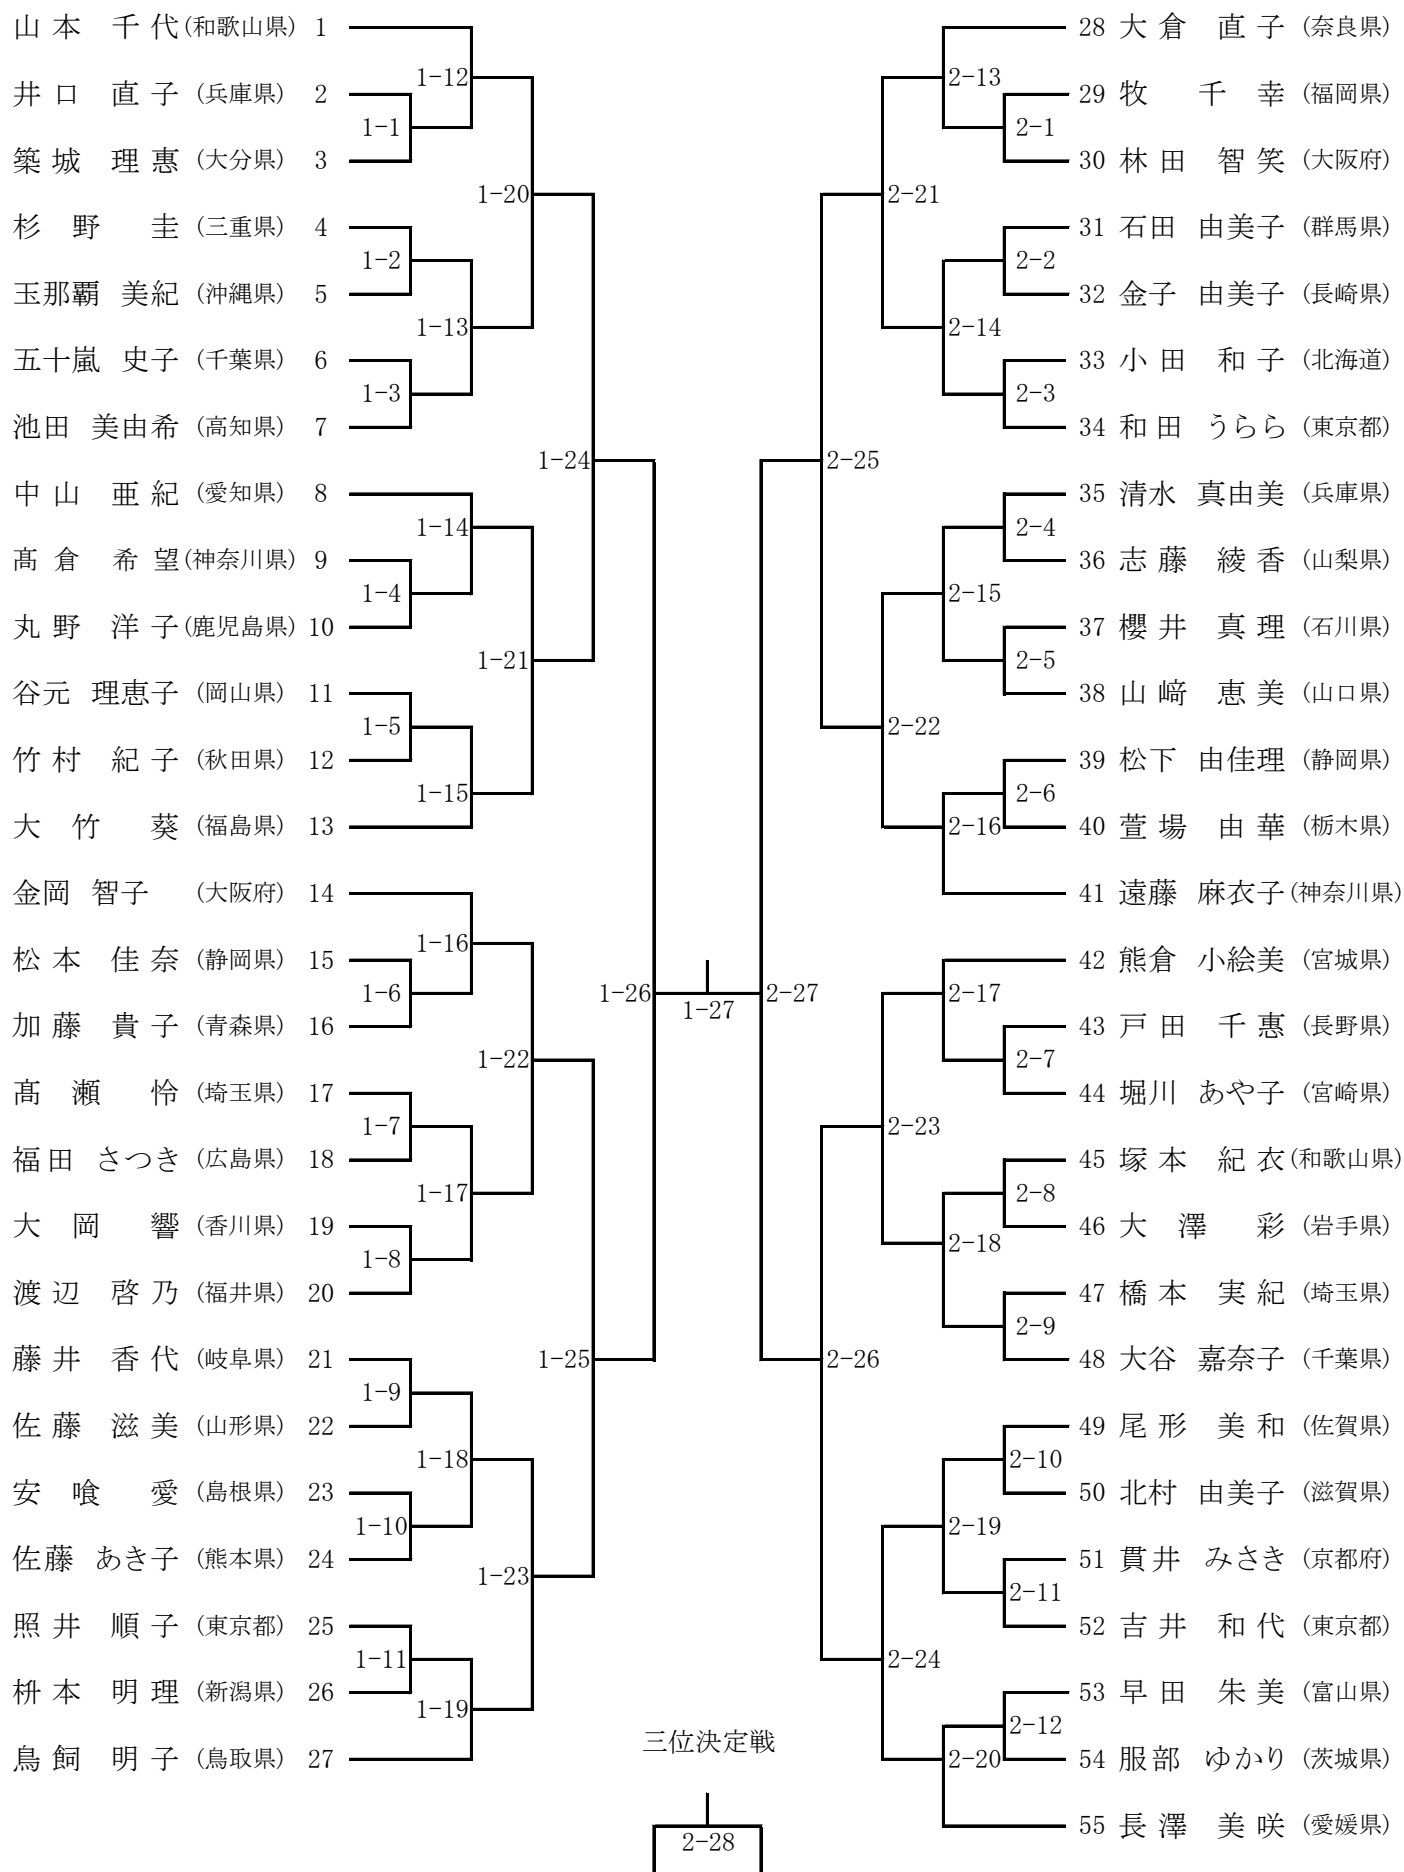 山本 千代 (和歌山県) 1
井口 直子 (兵庫県) 2
築城 理惠 (大分県) 3
杉野 圭 (三重県) 4
玉那覇 美紀 (沖縄県) 5
五十嵐 史子 (千葉県) 6
池田 美由希 (高知県) 7
中山 亜紀 (愛知県) 8
髙倉 希望 (神奈川県) 9
丸野 洋子 (鹿児島県) 10
谷元 理恵子 (岡山県) 11
竹村 紀子 (秋田県) 12
大竹 葵 (福島県) 13
金岡 智子 (大阪府) 14
松本 佳奈 (静岡県) 15
加藤 貴子 (青森県) 16
髙瀬 怜 (埼玉県) 17
福田 さつき (広島県) 18
大岡 響 (香川県) 19
渡辺 啓乃 (福井県) 20
藤井 香代 (岐阜県) 21
佐藤 滋美 (山形県) 22
安喰 愛 (島根県) 23
佐藤 あき子 (熊本県) 24
照井 順子 (東京都) 25
枡本 明理 (新潟県) 26
鳥飼 明子 (鳥取県) 27
1-1
1-2
1-3
1-4
1-5
1-6
1-7
1-8
1-9
1-10
1-11
1-12
1-13
1-14
1-15
1-16
1-17
1-18
1-19
1-20
1-21
1-22
1-23
1-24
1-25
1-26
1-27
2-27
2-25
2-26
2-21
2-22
2-23
2-24
2-13
2-14
2-15
2-16
2-17
2-18
2-19
2-20
2-1
2-2
2-3
2-4
2-5
2-6
2-7
2-8
2-9
2-10
2-11
2-12
28 大倉 直子 (奈良県)
29 牧 千幸 (福岡県)
30 林田 智笑 (大阪府)
31 石田 由美子 (群馬県)
32 金子 由美子 (長崎県)
33 小田 和子 (北海道)
34 和田 うらら (東京都)
35 清水 真由美 (兵庫県)
36 志藤 綾香 (山梨県)
37 櫻井 真理 (石川県)
38 山﨑 恵美 (山口県)
39 松下 由佳理 (静岡県)
40 萱場 由華 (栃木県)
41 遠藤 麻衣子 (神奈川県)
42 熊倉 小絵美 (宮城県)
43 戸田 千惠 (長野県)
44 堀川 あや子 (宮崎県)
45 塚本 紀衣 (和歌山県)
46 大澤 彩 (岩手県)
47 橋本 実紀 (埼玉県)
48 大谷 嘉奈子 (千葉県)
49 尾形 美和 (佐賀県)
50 北村 由美子 (滋賀県)
51 貫井 みさき (京都府)
52 吉井 和代 (東京都)
53 早田 朱美 (富山県)
54 服部 ゆかり (茨城県)
55 長澤 美咲 (愛媛県)
三位決定戦
2-28